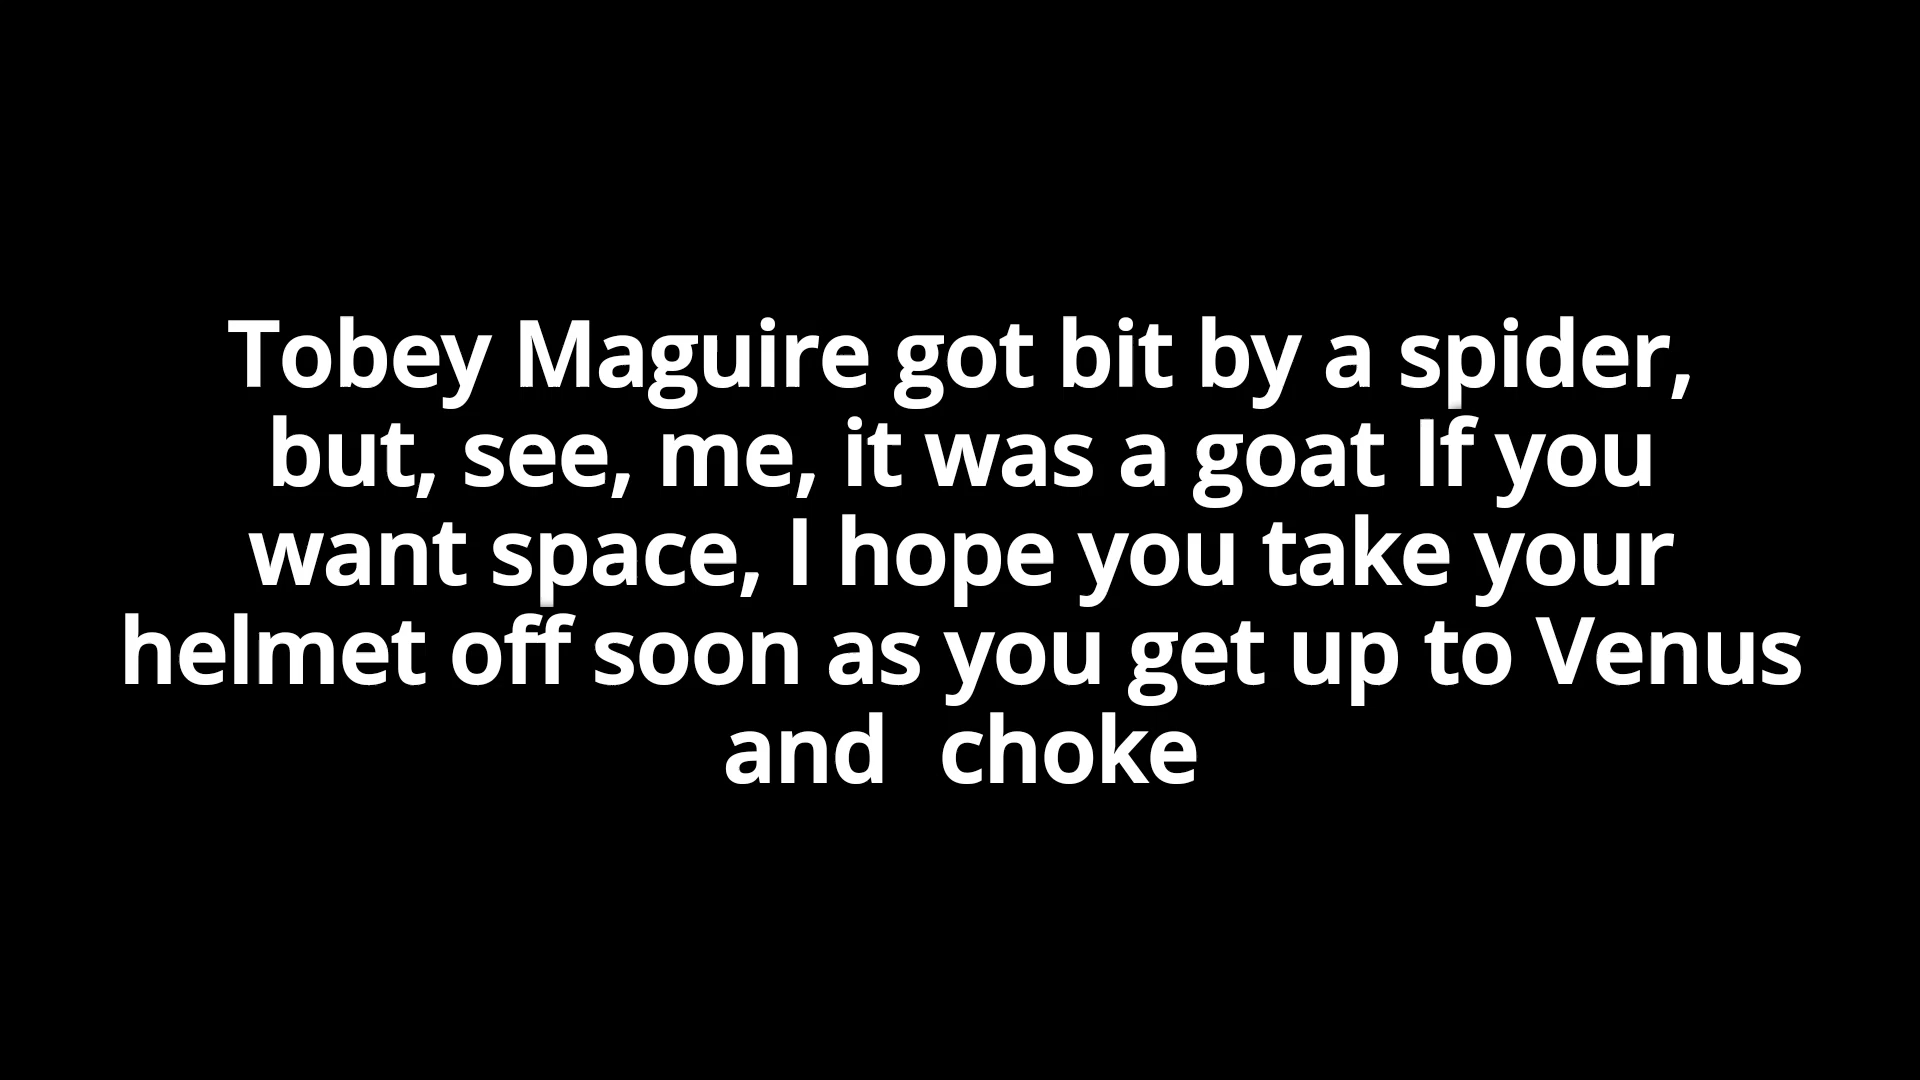 Tobey Maguire got bit by a spider,
but, see, me, it was a goat If you
want space, I hope you take your
helmet off soon as you get up to Venus
and  choke